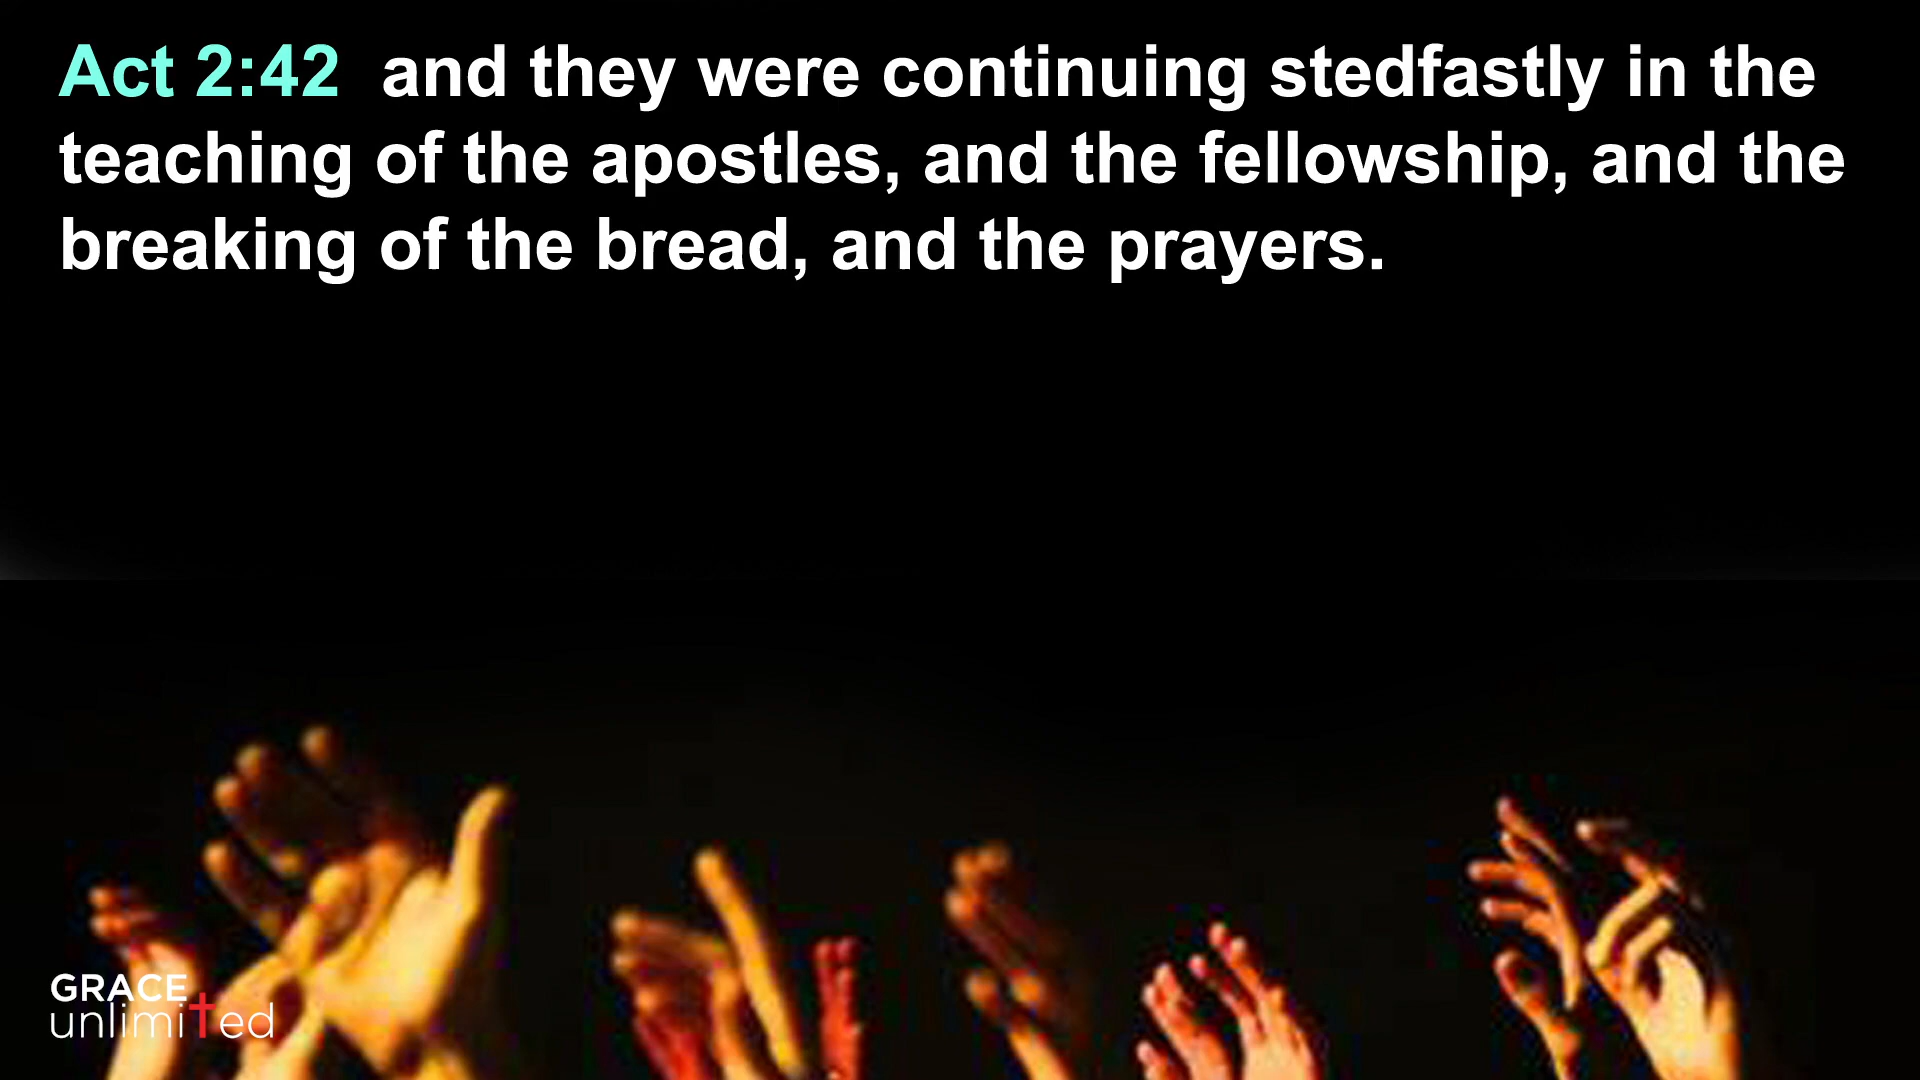 Act 2:42  and they were continuing stedfastly in the
teaching of the apostles, and the fellowship, and the
breaking of the bread, and the prayers.
GRACE
unlimited